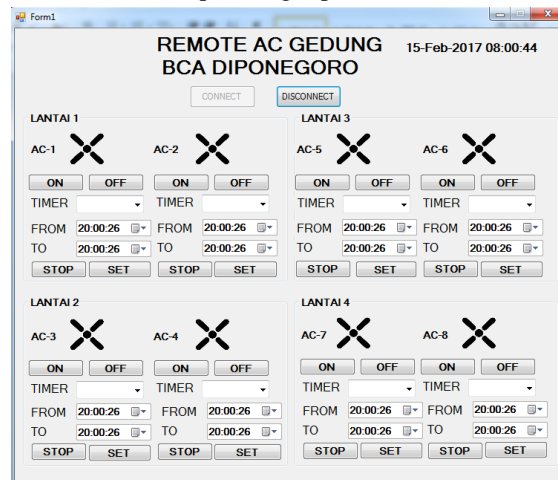 Form1
REMOTE AC GEDUNG
BCA DIPONEGORO
15-Feb-2017 08:00:44
CONNECT DISCONNECT
LANTAI 1
AC-1 AC-2
ON OFF ON OFF
TIMER TIMER
FROM 20:00:26 FROM 20:00:26
TO 20:00:26 TO 20:00:26
STOP SET STOP SET
LANTAI 3
AC-5 AC-6
ON OFF ON OFF
TIMER TIMER
FROM 20:00:26 FROM 20:00:26
TO 20:00:26 TO 20:00:26
STOP SET STOP SET
LANTAI 2
AC-3 AC-4
ON OFF ON OFF
TIMER TIMER
FROM 20:00:26 FROM 20:00:26
TO 20:00:26 TO 20:00:26
STOP SET STOP SET
LANTAI 4
AC-7 AC-8
ON OFF ON OFF
TIMER TIMER
FROM 20:00:26 FROM 20:00:26
TO 20:00:26 TO 20:00:26
STOP SET STOP SET